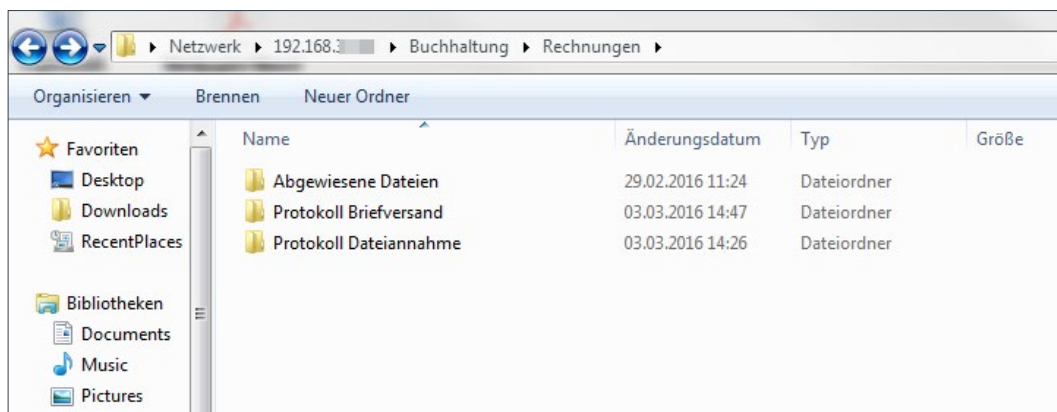 Netzwerk 192.168. Buchhaltung Rechnungen
Organisieren Brennen Neuer Ordner
Name Änderungsdatum Typ Größe
Favoriten
Desktop
Downloads
RecentPlaces
Bibliotheken
Documents
Music
Pictures
Abgewiesene Dateien 29.02.2016 11:24 Dateiordner
Protokoll Briefversand 03.03.2016 14:47 Dateiordner
Protokoll Dateiannahme 03.03.2016 14:26 Dateiordner